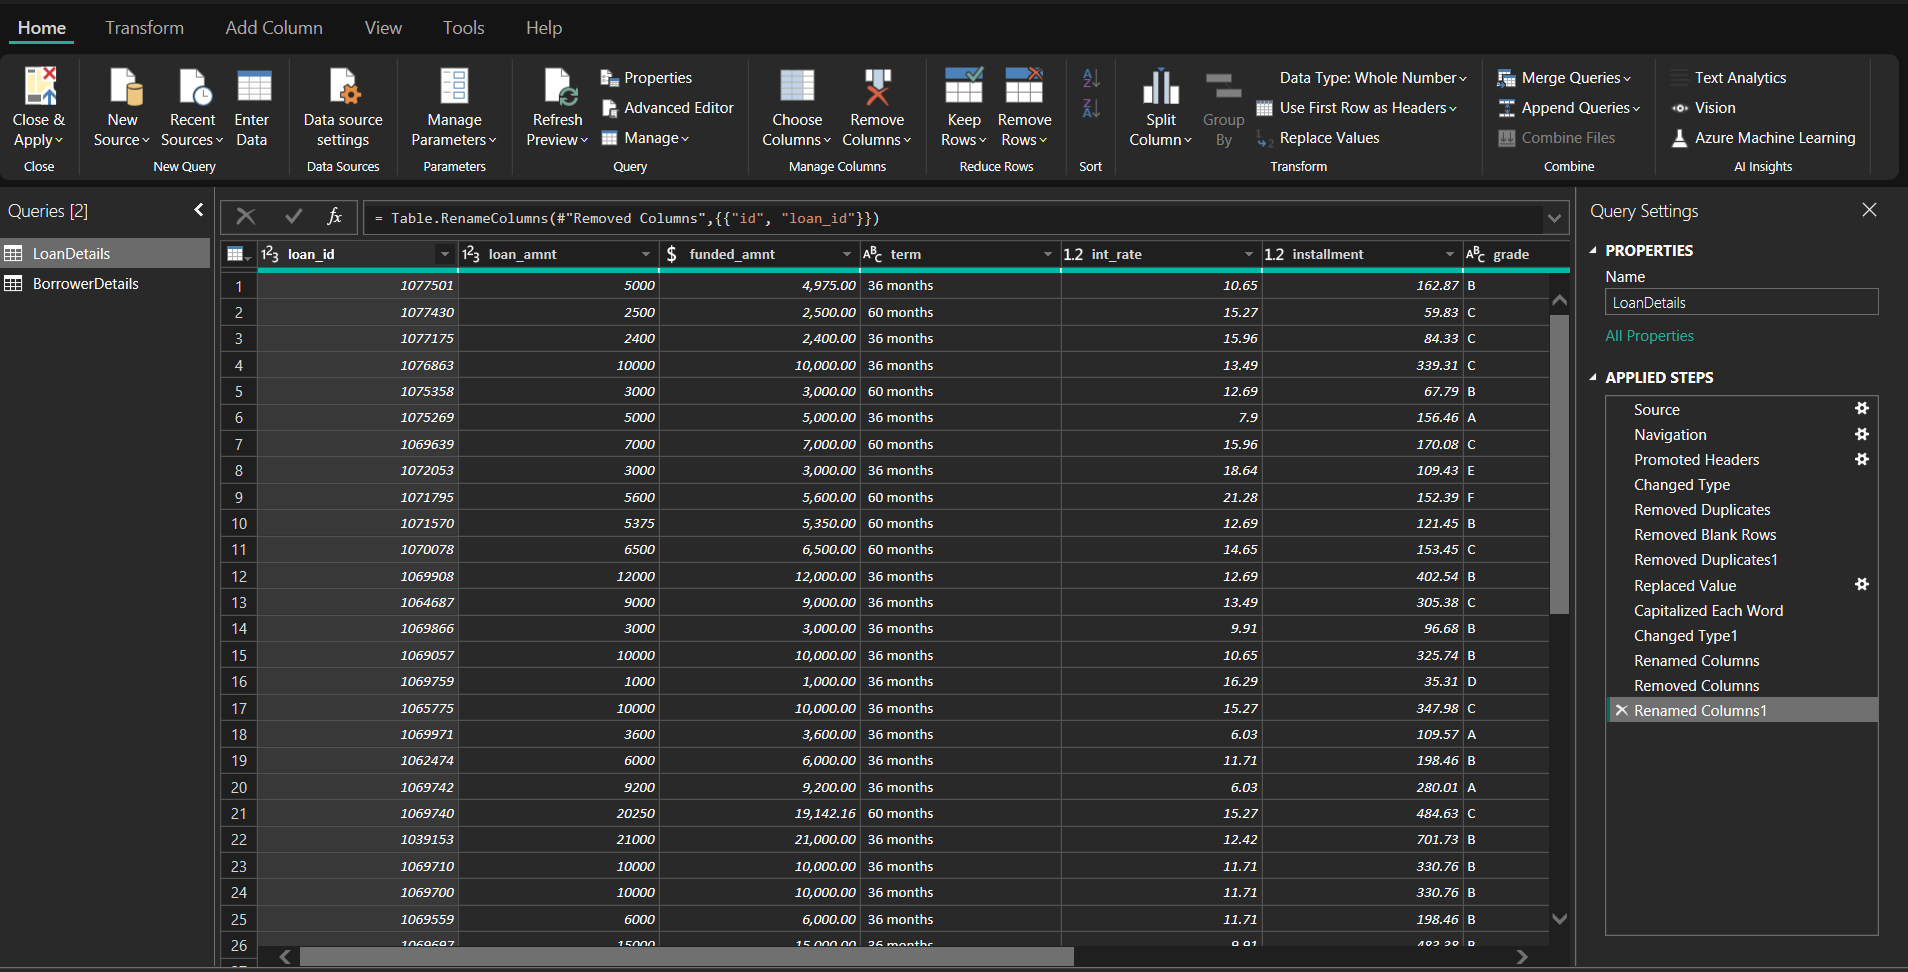 Home Transform Add Column View Tools Help
Close & Apply
New Source
Recent Sources
Enter Data
Data source settings
Manage Parameters
Refresh Preview
Properties
Advanced Editor
Manage
Choose Columns
Remove Columns
Keep Rows
Remove Rows
Split Column
Group By
Data Type: Whole Number
Use First Row as Headers
Replace Values
Merge Queries
Append Queries
Combine Files
Text Analytics
Vision
Azure Machine Learning
Close New Query Data Sources Parameters Query Manage Columns Reduce Rows Sort Transform Combine AI Insights
Queries [2]
LoanDetails
BorrowerDetails
fx = Table.RenameColumns(#"Removed Columns",{{"id", "loan_id"}})
123 loan_id 123 loan_amnt $ funded_amnt ABC term 1.2 int_rate 1.2 installment ABC grade
1 1077501 5000 4,975.00 36 months 10.65 162.87 B
2 1077430 2500 2,500.00 60 months 15.27 59.83 C
3 1077175 2400 2,400.00 36 months 15.96 84.33 C
4 1076863 10000 10,000.00 36 months 13.49 339.31 C
5 1075358 3000 3,000.00 60 months 12.69 67.79 B
6 1075269 5000 5,000.00 36 months 7.9 156.46 A
7 1069639 7000 7,000.00 60 months 15.96 170.08 C
8 1072053 3000 3,000.00 36 months 18.64 109.43 E
9 1071795 5600 5,600.00 60 months 21.28 152.39 F
10 1071570 5375 5,350.00 60 months 12.69 121.45 B
11 1070078 6500 6,500.00 60 months 14.65 153.45 C
12 1069908 12000 12,000.00 36 months 12.69 402.54 B
13 1064687 9000 9,000.00 36 months 13.49 305.38 C
14 1069866 3000 3,000.00 36 months 9.91 96.68 B
15 1069057 10000 10,000.00 36 months 10.65 325.74 B
16 1069759 1000 1,000.00 36 months 16.29 35.31 D
17 1065775 10000 10,000.00 36 months 15.27 347.98 C
18 1069971 3600 3,600.00 36 months 6.03 109.57 A
19 1062474 6000 6,000.00 36 months 11.71 198.46 B
20 1069742 9200 9,200.00 36 months 6.03 280.01 A
21 1069740 20250 19,142.16 60 months 15.27 484.63 C
22 1039153 21000 21,000.00 36 months 12.42 701.73 B
23 1069710 10000 10,000.00 36 months 11.71 330.76 B
24 1069700 10000 10,000.00 36 months 11.71 330.76 B
25 1069559 6000 6,000.00 36 months 11.71 198.46 B
26 1069697 15000 15,000.00 36 months 9.91 483.38 B
Query Settings
PROPERTIES
Name
LoanDetails
All Properties
APPLIED STEPS
Source
Navigation
Promoted Headers
Changed Type
Removed Duplicates
Removed Blank Rows
Removed Duplicates1
Replaced Value
Capitalized Each Word
Changed Type1
Renamed Columns
Removed Columns
Renamed Columns1